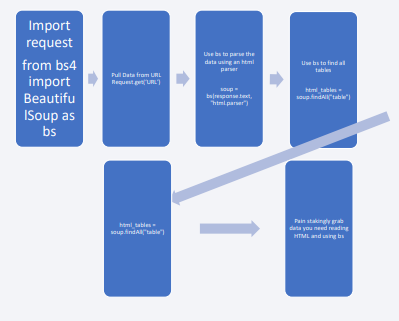 Import
request
from bs4
import
Beautifu
lSoup as
bs
Pull Data from URL
Request.get('URL')
Use bs to parse the
data using an html
parser
soup =
bs(response.text,
"html.parser")
Use bs to find all
tables
html_tables =
soup.findAll("table")
html_tables =
soup.findAll("table")
Pain stakingly grab
data you need reading
HTML and using bs